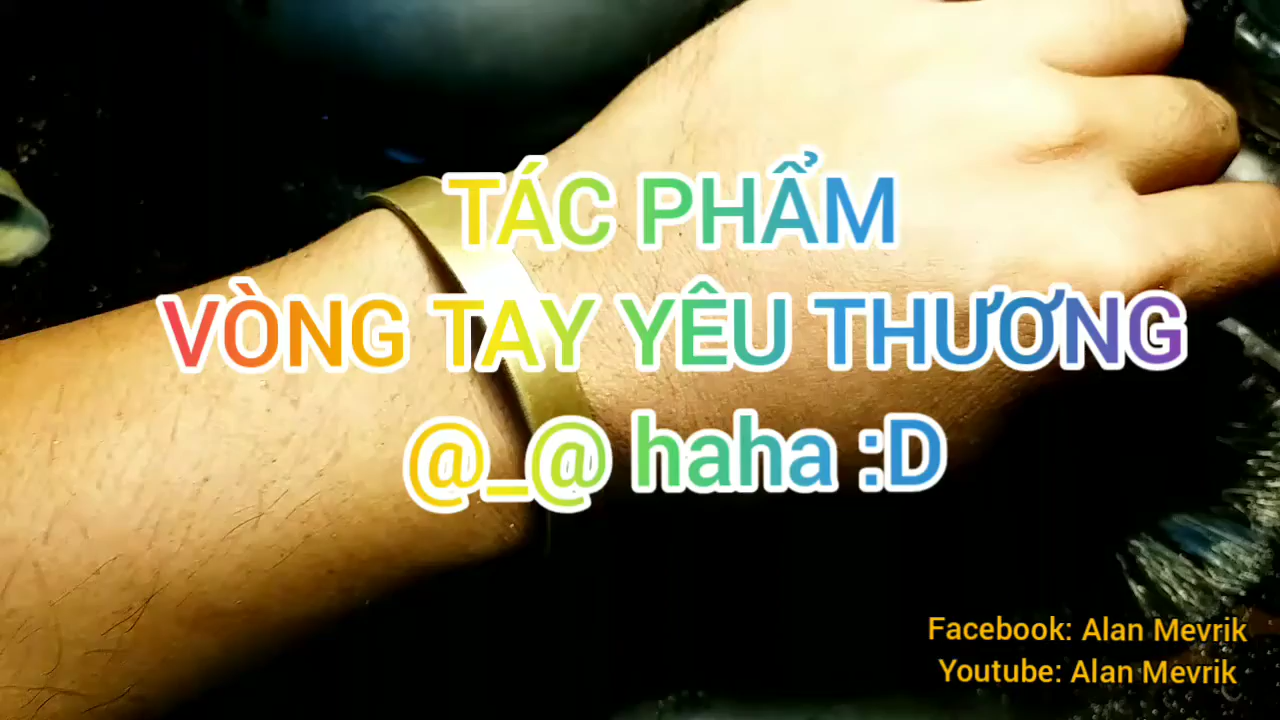 TÁC PHẨM
VÒNG TAY YÊU THƯƠNG
@_@ haha :D
Facebook: Alan Mevrik
Youtube: Alan Mevrik